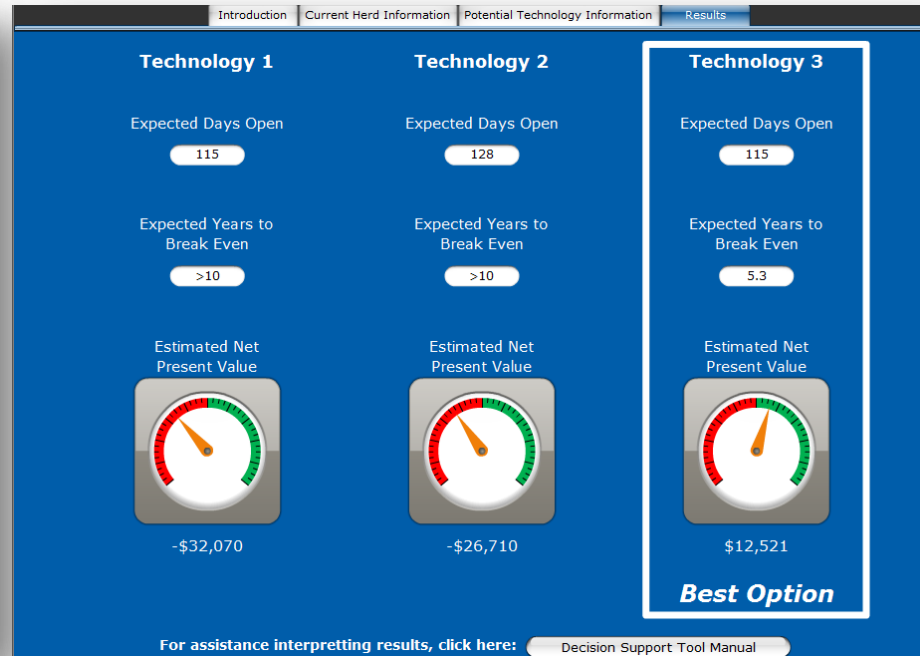 Introduction
Current Herd Information
Potential Technology Information
Results
Technology 1
Expected Days Open
115
Expected Years to
Break Even
>10
Estimated Net
Present Value
-$32,070
Technology 2
Expected Days Open
128
Expected Years to
Break Even
>10
Estimated Net
Present Value
-$26,710
Technology 3
Expected Days Open
115
Expected Years to
Break Even
5.3
Estimated Net
Present Value
$12,521
Best Option
For assistance interpretting results, click here:
Decision Support Tool Manual